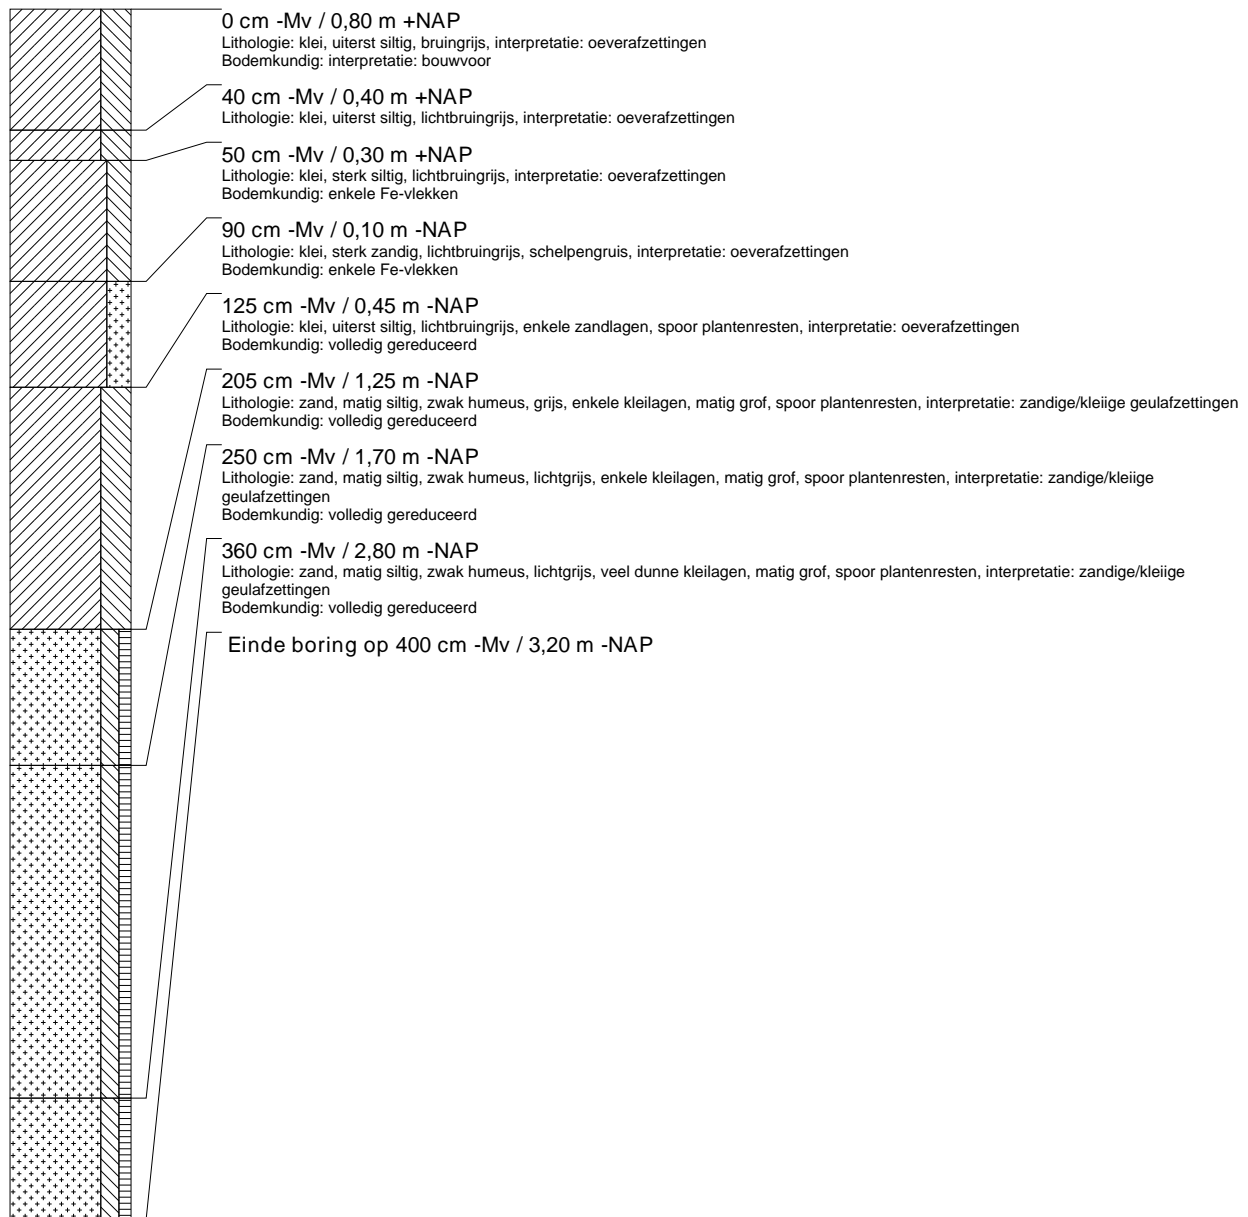 0 cm -Mv / 0,80 m +NAP
Lithologie: klei, uiterst siltig, bruingrijs, interpretatie: oeverafzettingen
Bodemkundig: interpretatie: bouwvoor
40 cm -Mv / 0,40 m +NAP
Lithologie: klei, uiterst siltig, lichtbruingrijs, interpretatie: oeverafzettingen
50 cm -Mv / 0,30 m +NAP
Lithologie: klei, sterk siltig, lichtbruingrijs, interpretatie: oeverafzettingen
Bodemkundig: enkele Fe-vlekken
90 cm -Mv / 0,10 m -NAP
Lithologie: klei, sterk zandig, lichtbruingrijs, schelpengruis, interpretatie: oeverafzettingen
Bodemkundig: enkele Fe-vlekken
125 cm -Mv / 0,45 m -NAP
Lithologie: klei, uiterst siltig, lichtbruingrijs, enkele zandlagen, spoor plantenresten, interpretatie: oeverafzettingen
Bodemkundig: volledig gereduceerd
205 cm -Mv / 1,25 m -NAP
Lithologie: zand, matig siltig, zwak humeus, grijs, enkele kleilagen, matig grof, spoor plantenresten, interpretatie: zandige/kleiige geulafzettingen
Bodemkundig: volledig gereduceerd
250 cm -Mv / 1,70 m -NAP
Lithologie: zand, matig siltig, zwak humeus, lichtgrijs, enkele kleilagen, matig grof, spoor plantenresten, interpretatie: zandige/kleiige
geulafzettingen
Bodemkundig: volledig gereduceerd
360 cm -Mv / 2,80 m -NAP
Lithologie: zand, matig siltig, zwak humeus, lichtgrijs, veel dunne kleilagen, matig grof, spoor plantenresten, interpretatie: zandige/kleiige
geulafzettingen
Bodemkundig: volledig gereduceerd
Einde boring op 400 cm -Mv / 3,20 m -NAP